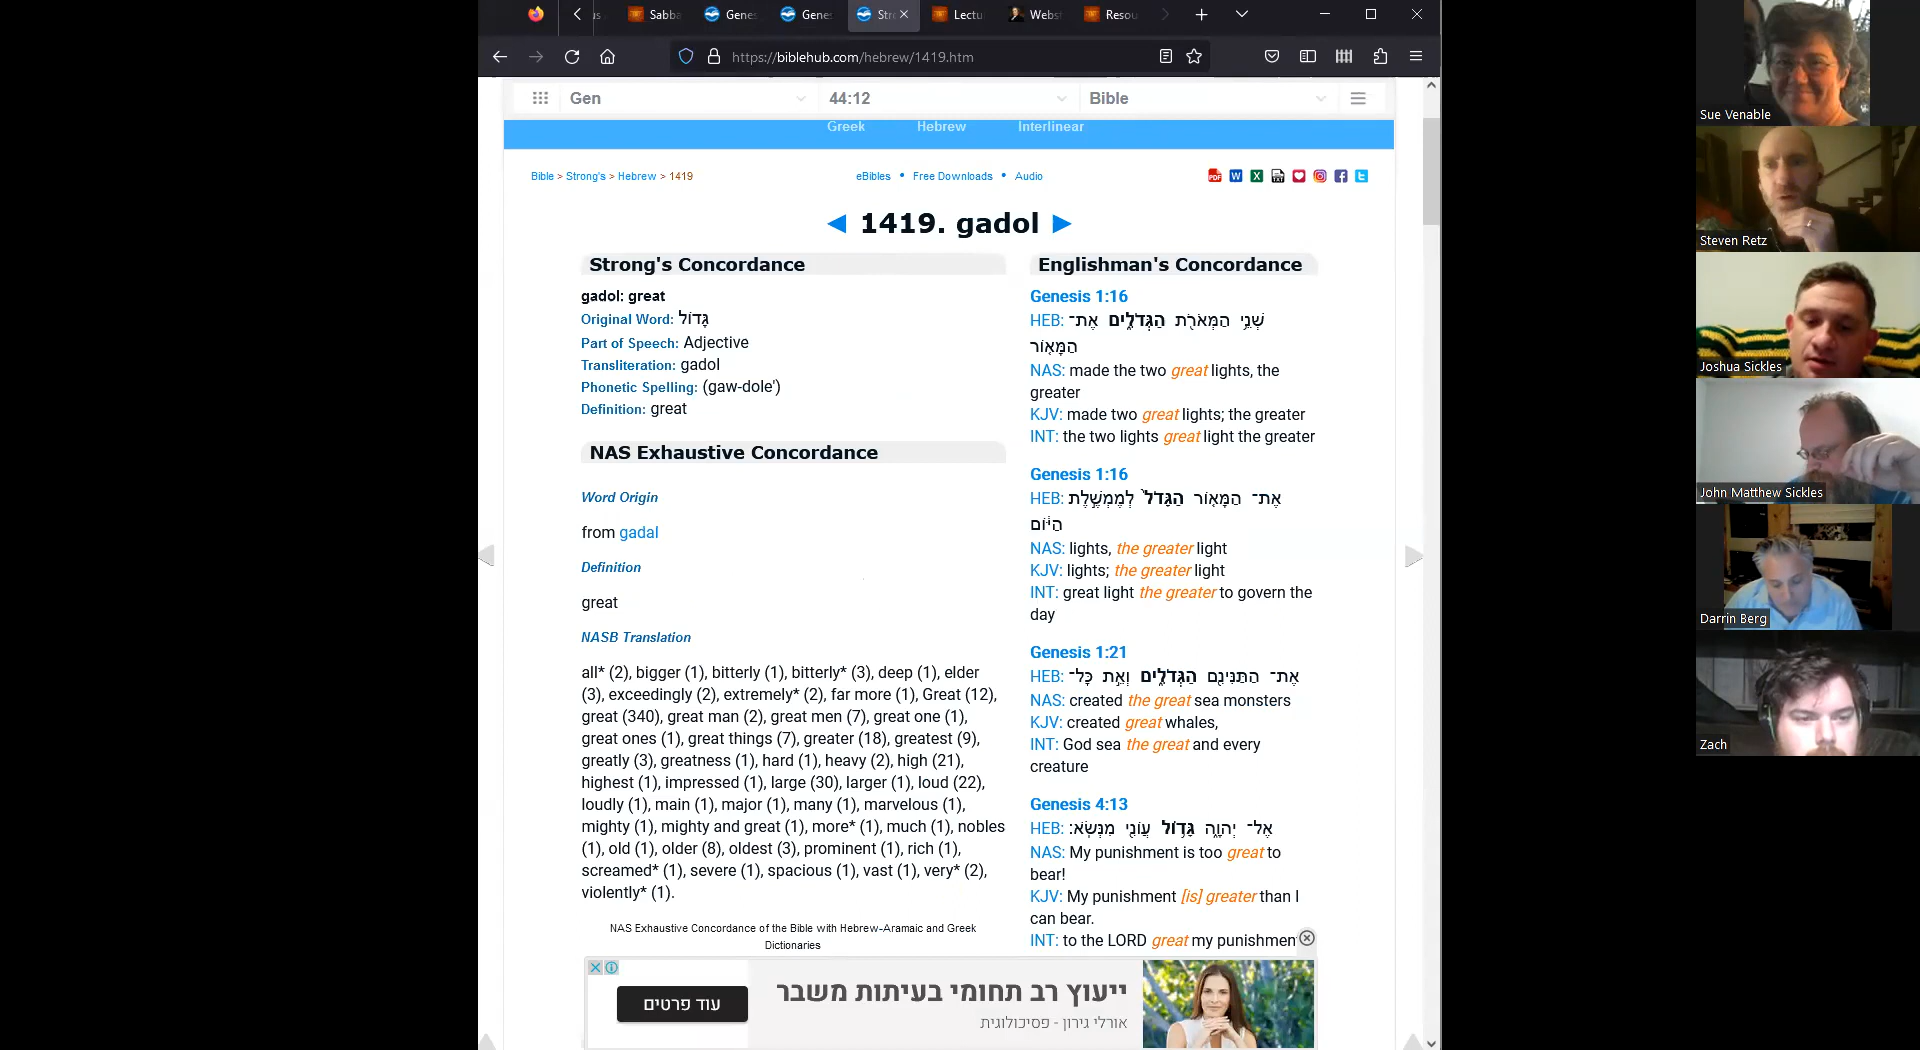 Sabba
Genes
Gene
Str
Lectu
Webst
Resou
https://biblehub.com/hebrew/1419.htm
Gen
44:12
Bible
Greek
Hebrew
Interlinear
Bible > Strong's > Hebrew > 1419
eBibles • Free Downloads • Audio
◄ 1419. gadol ►
Strong's Concordance
gadol: great
Original Word: גָּדוֹל
Part of Speech: Adjective
Transliteration: gadol
Phonetic Spelling: (gaw-dole')
Definition: great
NAS Exhaustive Concordance
Word Origin
from gadal
Definition
great
NASB Translation
all* (2), bigger (1), bitterly (1), bitterly* (3), deep (1), elder
(3), exceedingly (2), extremely* (2), far more (1), Great (12),
great (340), great man (2), great men (7), great one (1),
great ones (1), great things (7), greater (18), greatest (9),
greatly (3), greatness (1), hard (1), heavy (2), high (21),
highest (1), impressed (1), large (30), larger (1), loud (22),
loudly (1), main (1), major (1), many (1), marvelous (1),
mighty (1), mighty and great (1), more* (1), much (1), nobles
(1), old (1), older (8), oldest (3), prominent (1), rich (1),
screamed* (1), severe (1), spacious (1), vast (1), very* (2),
violently* (1).
NAS Exhaustive Concordance of the Bible with Hebrew-Aramaic and Greek
Dictionaries
Englishman's Concordance
Genesis 1:16
HEB: שְׁנֵ֥י הַמְּאֹרֹ֖ת הַגְּדֹלִ֑ים אֶת־
הַמָּא֤וֹר
NAS: made the two great lights, the
greater
KJV: made two great lights; the greater
INT: the two lights great light the greater
Genesis 1:16
HEB: אֶת־ הַמָּא֤וֹר הַגָּדֹל֙ לְמֶמְשֶׁ֣לֶת
הַיּ֔וֹם
NAS: lights, the greater light
KJV: lights; the greater light
INT: great light the greater to govern the
day
Genesis 1:21
HEB: אֶת־ הַתַּנִּינִ֖ם הַגְּדֹלִ֑ים וְאֵ֣ת כָּל־
NAS: created the great sea monsters
KJV: created great whales,
INT: God sea the great and every
creature
Genesis 4:13
HEB: אֶל־ יְהוָ֑ה גָּד֥וֹל עֲוֺנִ֖י מִנְּשֹֽׂא׃
NAS: My punishment is too great to
bear!
KJV: My punishment [is] greater than I
can bear.
INT: to the LORD great my punishmen
ייעוץ רב תחומי בעיתות משבר
אורלי גירון - פסיכולוגית
עוד פרטים
Sue Venable
Steven Retz
Joshua Sickles
John Matthew Sickles
Darrin Berg
Zach